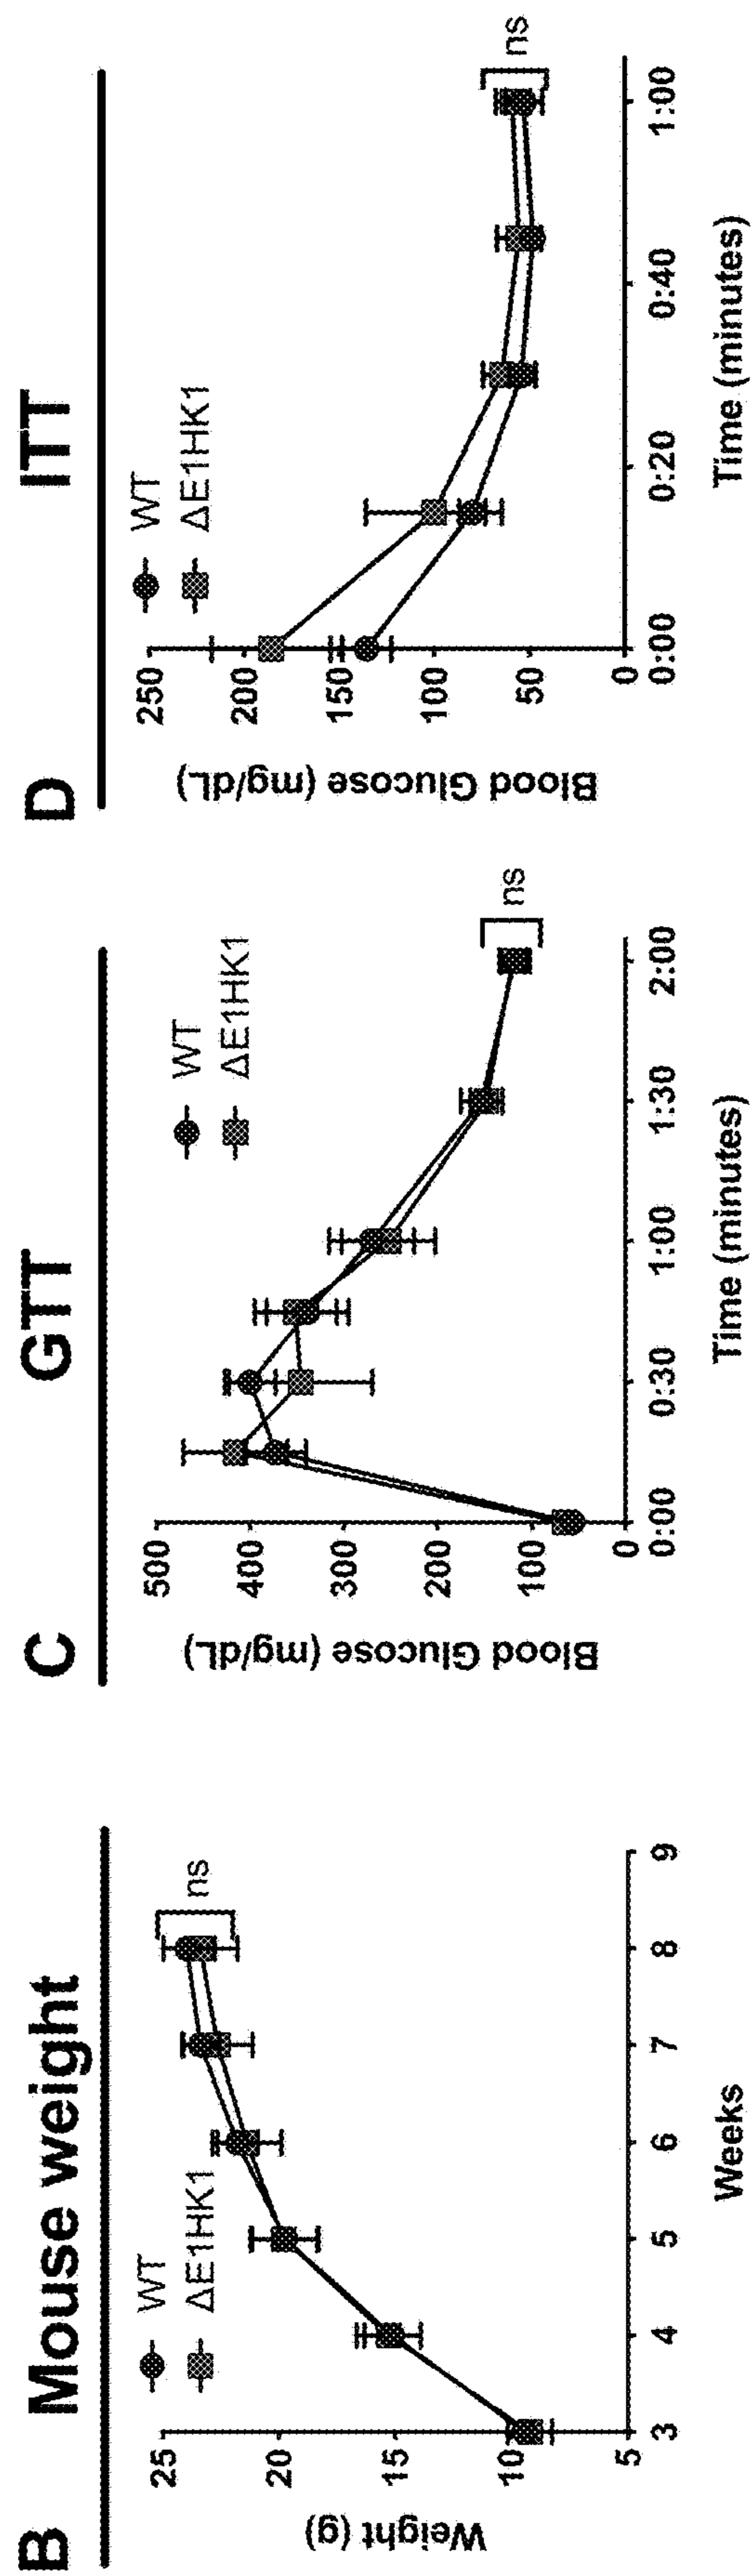 B Mouse weight
WT
ΔE1HK1
ns
25
20
15
10
5
Weight (g)
3 4 5 6 7 8 9
Weeks
C GTT
WT
ΔE1HK1
ns
500
400
300
200
100
0
Blood Glucose (mg/dL)
0:00 0:30 1:00 1:30 2:00
Time (minutes)
D ITT
WT
ΔE1HK1
ns
250
200
150
100
50
0
Blood Glucose (mg/dL)
0:00 0:20 0:40 1:00
Time (minutes)